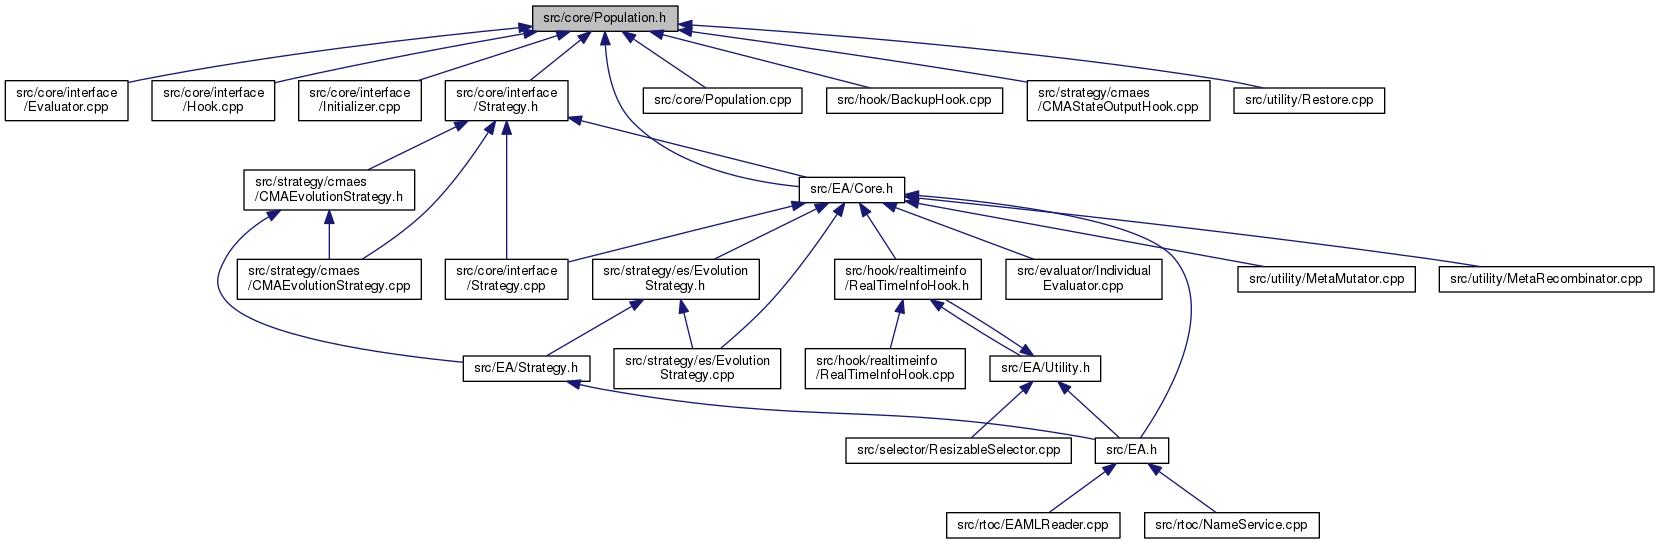 src/core/Population.h
src/core/interface
/Evaluator.cpp
src/core/interface
/Hook.cpp
src/core/interface
/Initializer.cpp
src/core/interface
/Strategy.h
src/core/Population.cpp
src/hook/BackupHook.cpp
src/strategy/cmaes
/CMAStateOutputHook.cpp
src/utility/Restore.cpp
src/strategy/cmaes
/CMAEvolutionStrategy.h
src/EA/Core.h
src/strategy/cmaes
/CMAEvolutionStrategy.cpp
src/core/interface
/Strategy.cpp
src/strategy/es/Evolution
Strategy.h
src/hook/realtimeinfo
/RealTimeInfoHook.h
src/evaluator/Individual
Evaluator.cpp
src/utility/MetaMutator.cpp
src/utility/MetaRecombinator.cpp
src/EA/Strategy.h
src/strategy/es/Evolution
Strategy.cpp
src/hook/realtimeinfo
/RealTimeInfoHook.cpp
src/EA/Utility.h
src/selector/ResizableSelector.cpp
src/EA.h
src/rtoc/EAMLReader.cpp
src/rtoc/NameService.cpp